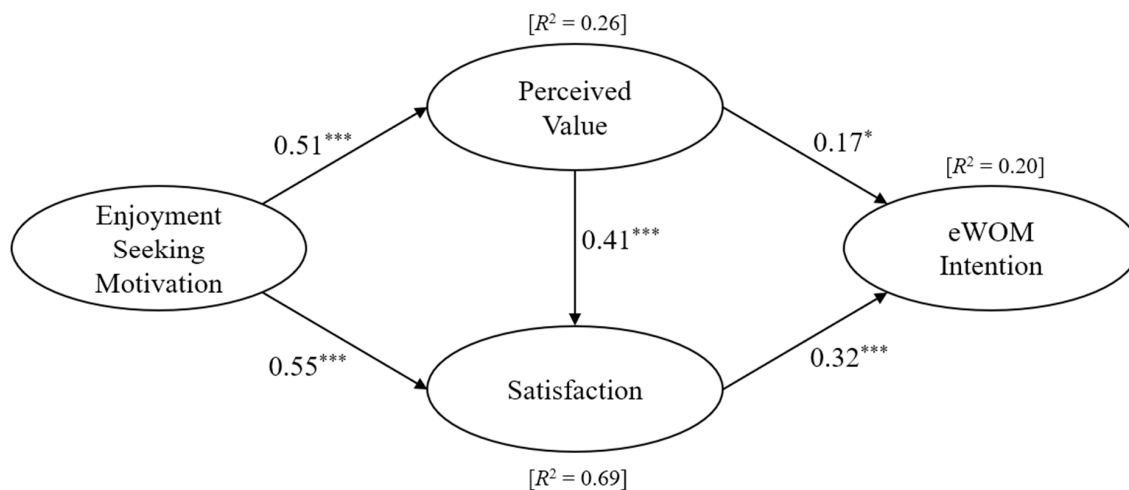 [R² = 0.26]
Perceived
Value
0.51***
0.17*
[R² = 0.20]
Enjoyment
Seeking
Motivation
0.41***
eWOM
Intention
0.55***
0.32***
Satisfaction
[R² = 0.69]